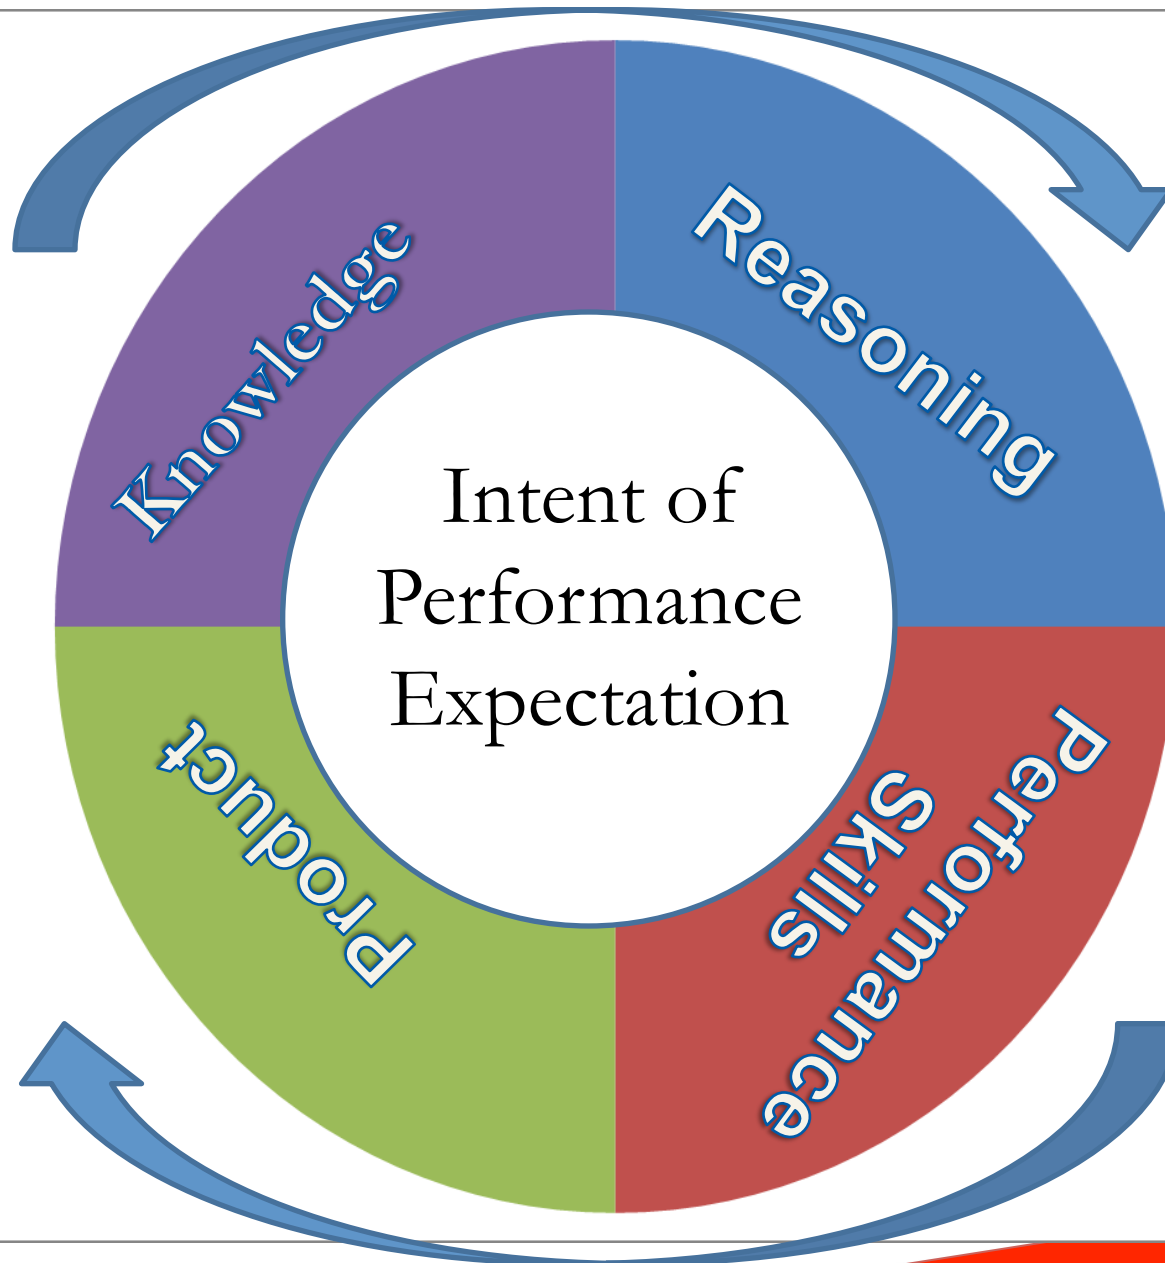 Knowledge
Reasoning
Intent of
Performance
Expectation
Performance
Skills
Product